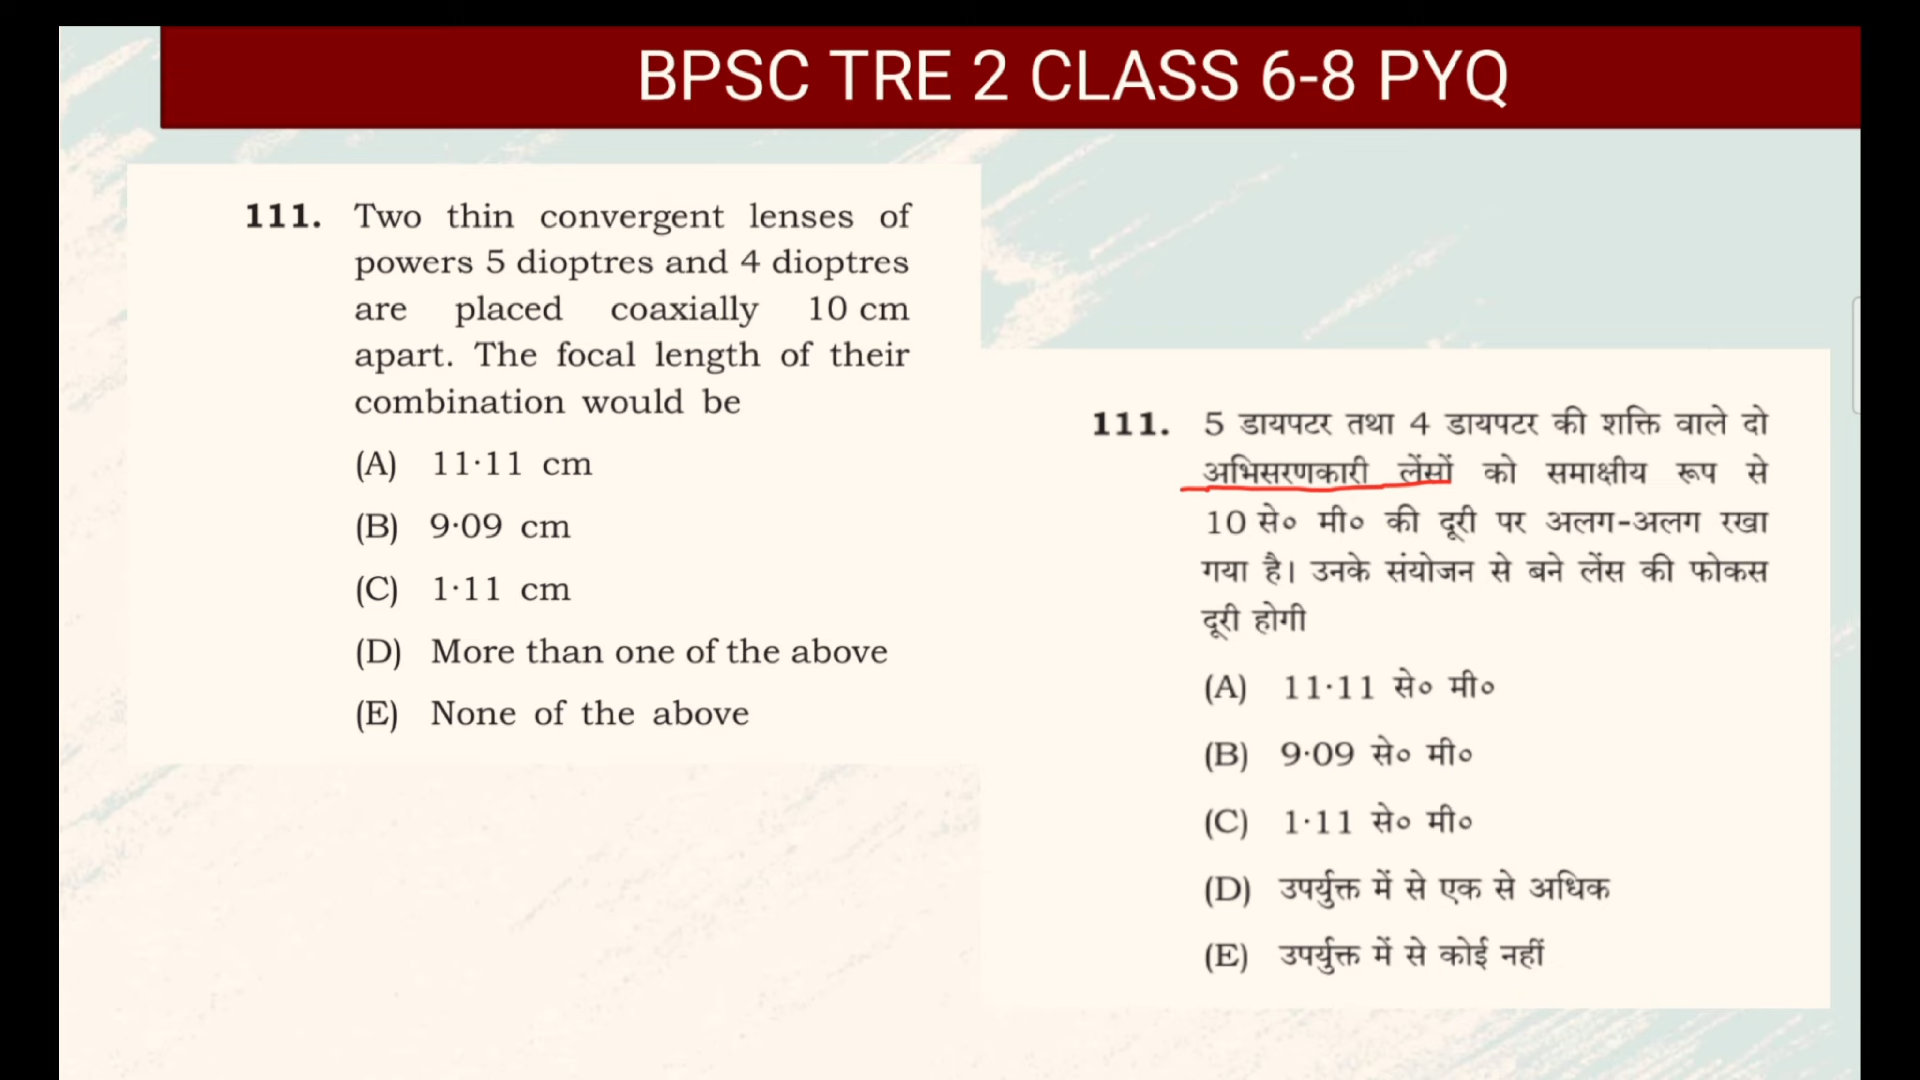 BPSC TRE 2 CLASS 6-8 PYQ
111. Two thin convergent lenses of
powers 5 dioptres and 4 dioptres
are placed coaxially 10 cm
apart. The focal length of their
combination would be
(A) 11·11 cm
(B) 9·09 cm
(C) 1·11 cm
(D) More than one of the above
(E) None of the above
111. 5 डायपटर तथा 4 डायपटर की शक्ति वाले दो
अभिसरणकारी लेंसों को समाक्षीय रूप से
10 से० मी० की दूरी पर अलग-अलग रखा
गया है। उनके संयोजन से बने लेंस की फोकस
दूरी होगी
(A) 11·11 से० मी०
(B) 9·09 से० मी०
(C) 1·11 से० मी०
(D) उपर्युक्त में से एक से अधिक
(E) उपर्युक्त में से कोई नहीं